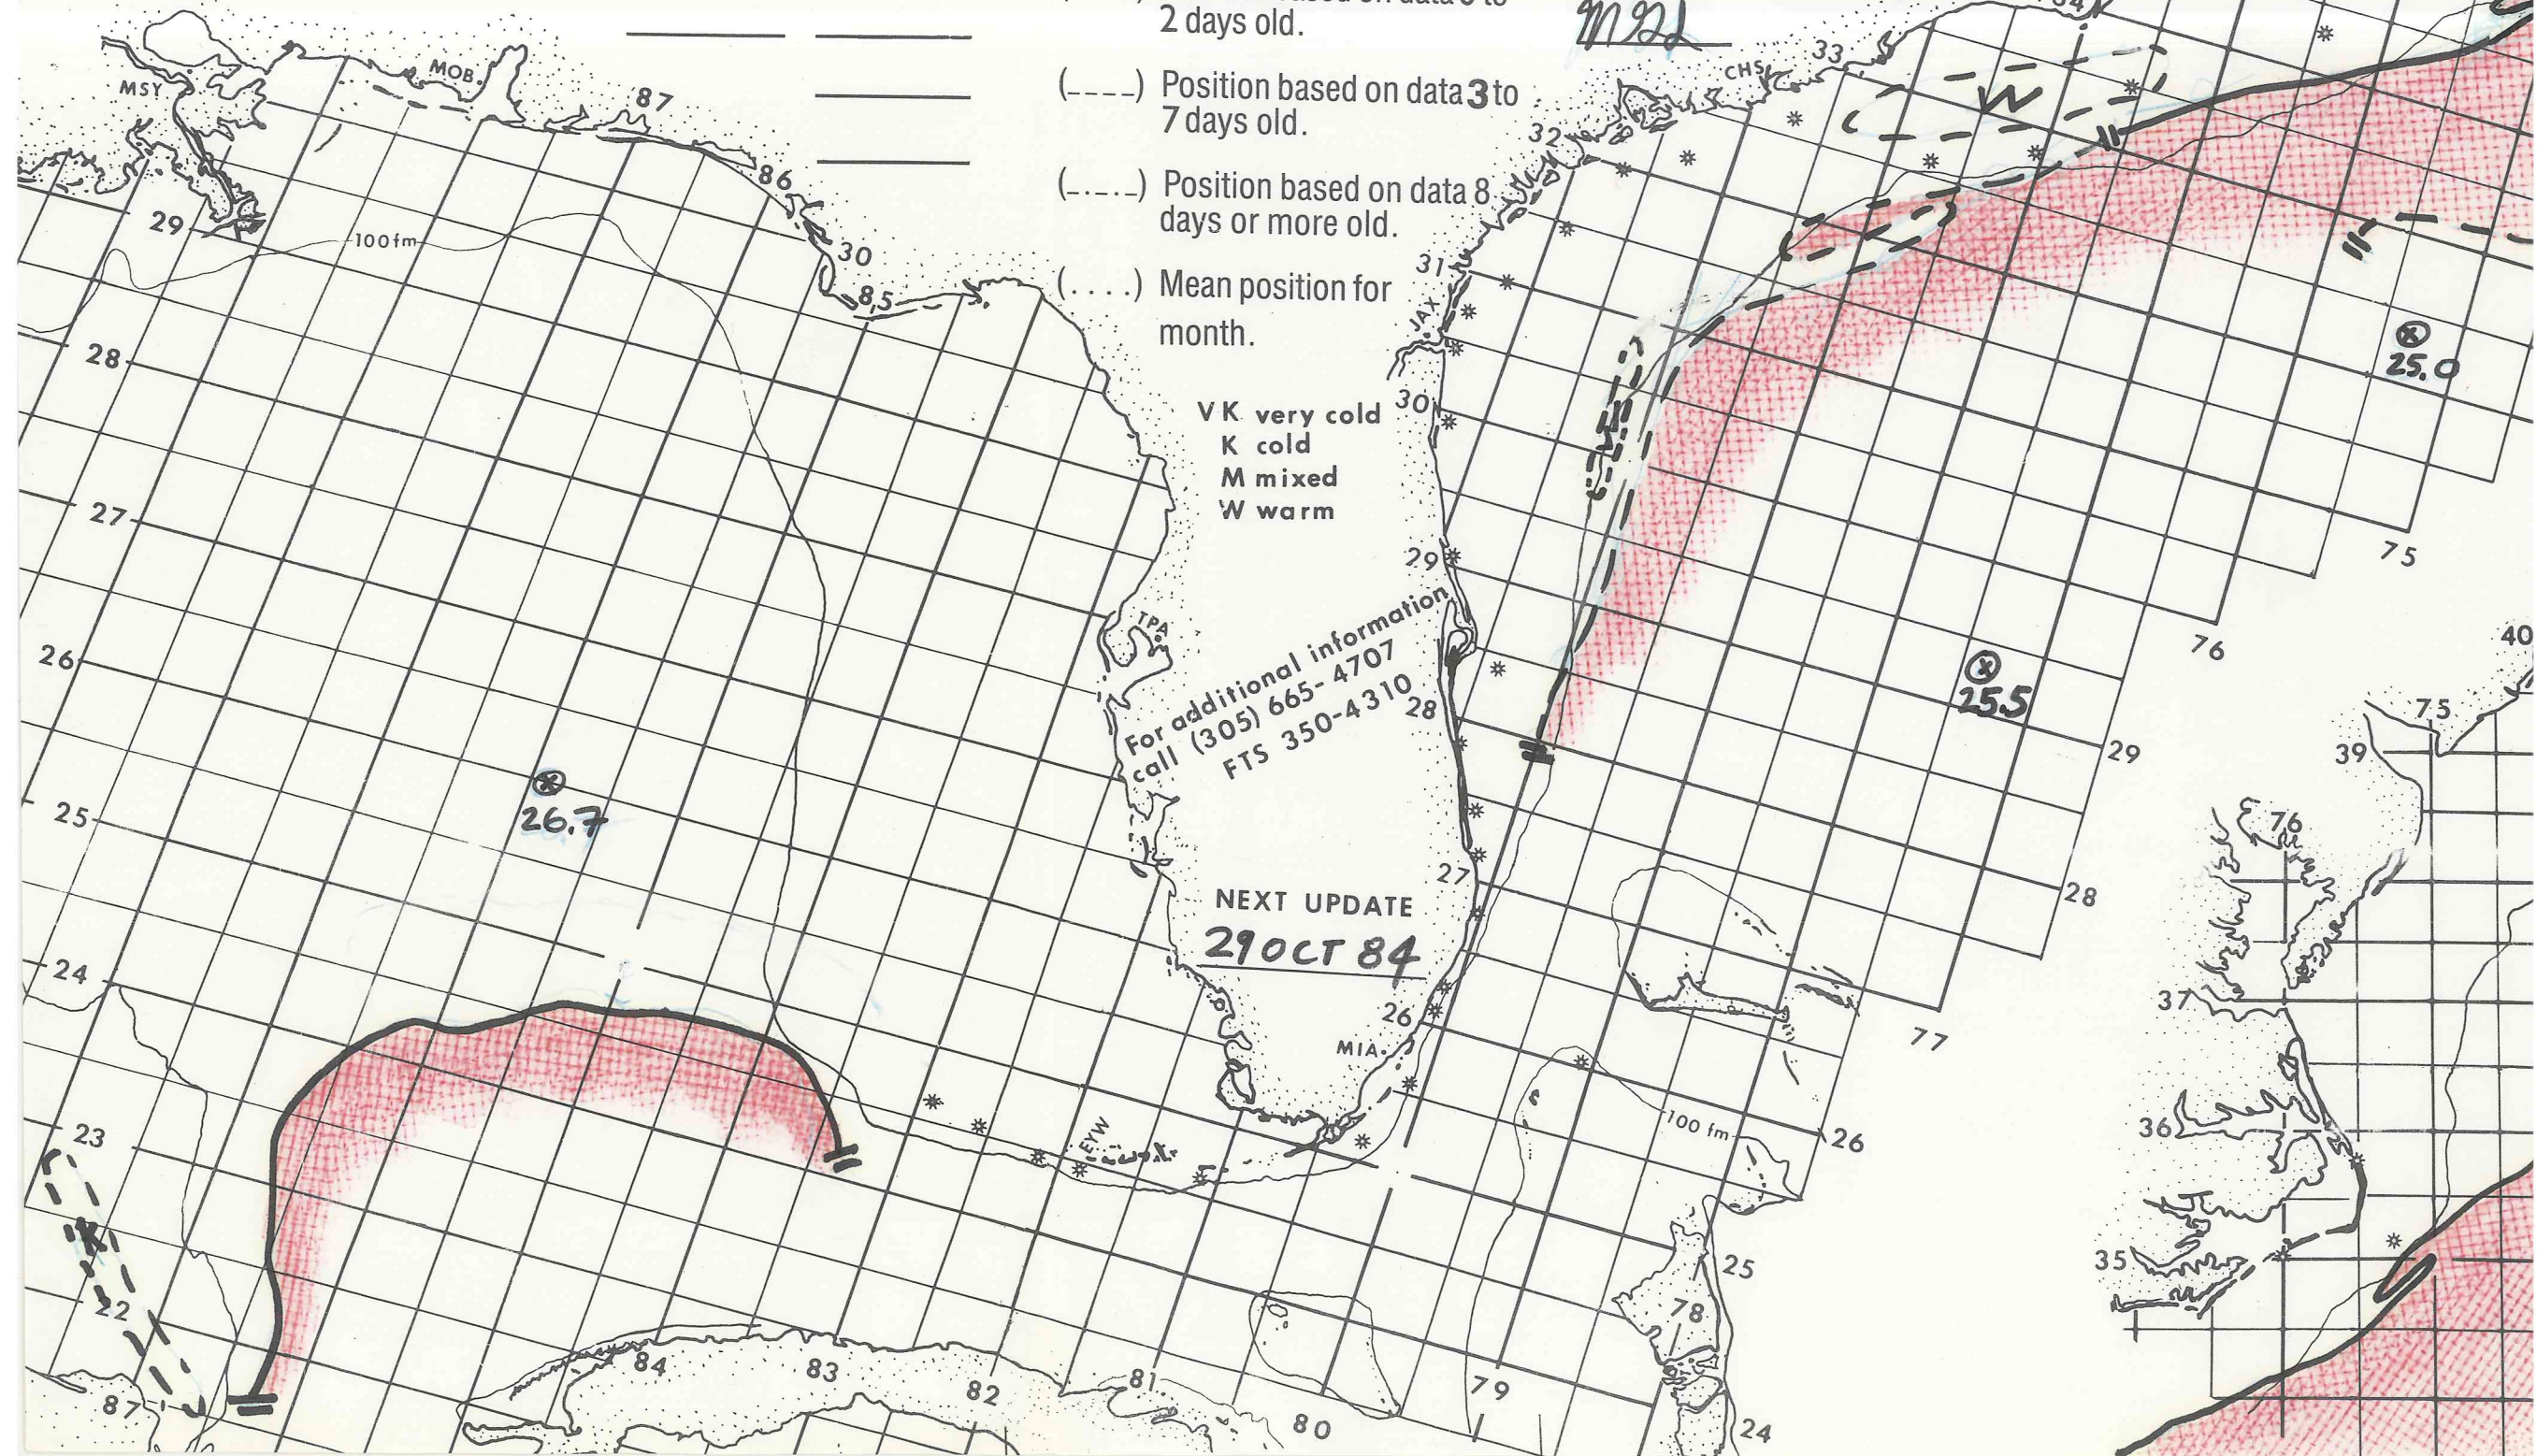 2 days old.
(____) Position based on data 3 to
7 days old.
(_._._) Position based on data 8
days or more old.
(. . . .) Mean position for
month.
VK very cold
K cold
M mixed
W warm
For additional information
call (305) 665-4707
FTS 350-4310
NEXT UPDATE
29 OCT 84
MSY
MOB
87
86
30
85
29
100 fm
28
27
26
25
24
23
22
87
K
26.7
TPA
EYW
MIA
JAX
CHS
33
32
31
30
29
28
27
26
W
25.0
25.5
75
76
29
28
77
26
100 fm
25
78
24
79
80
81
82
83
84
40
75
39
76
37
36
35